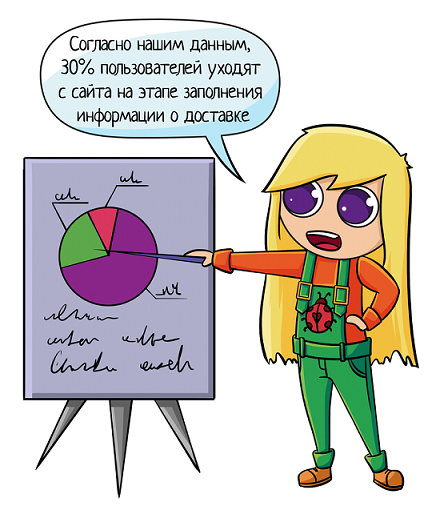 Согласно нашим данным,
30% пользователей уходят
с сайта на этапе заполнения
информации о доставке